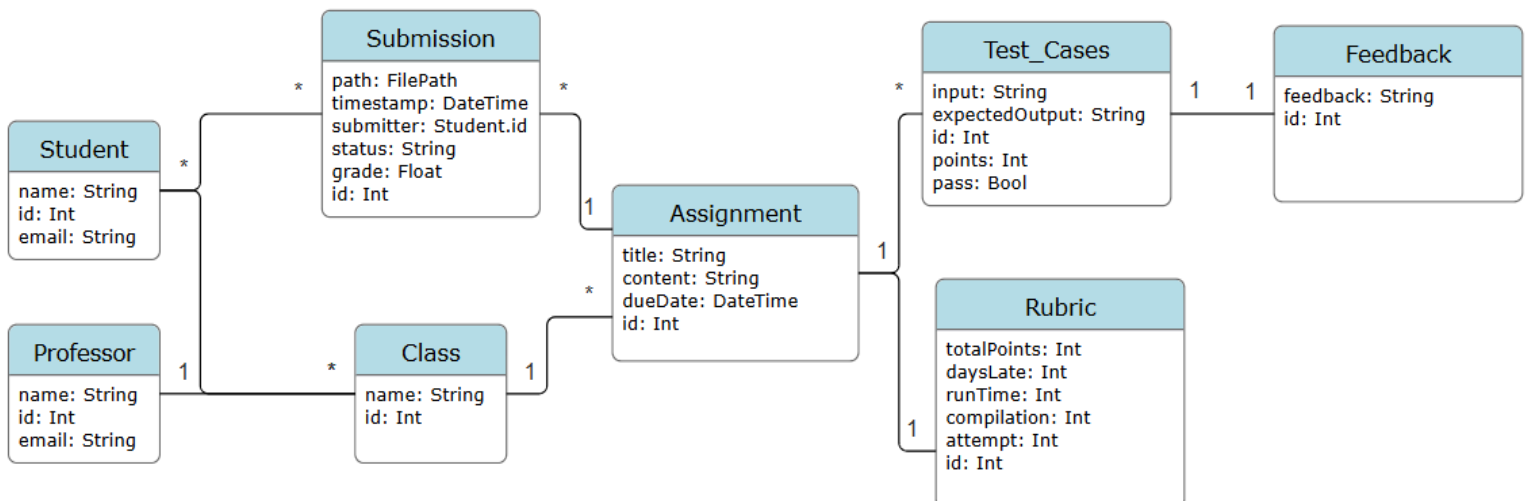 Submission
path: FilePath
timestamp: DateTime
submitter: Student.id
status: String
grade: Float
id: Int
*
*
Student
name: String
id: Int
email: String
*
Professor
name: String
id: Int
email: String
1
*
Class
name: String
id: Int
1
1
*
Assignment
title: String
content: String
dueDate: DateTime
id: Int
1
*
Test_Cases
input: String
expectedOutput: String
id: Int
points: Int
pass: Bool
1
1
Feedback
feedback: String
id: Int
1
Rubric
totalPoints: Int
daysLate: Int
runTime: Int
compilation: Int
attempt: Int
id: Int